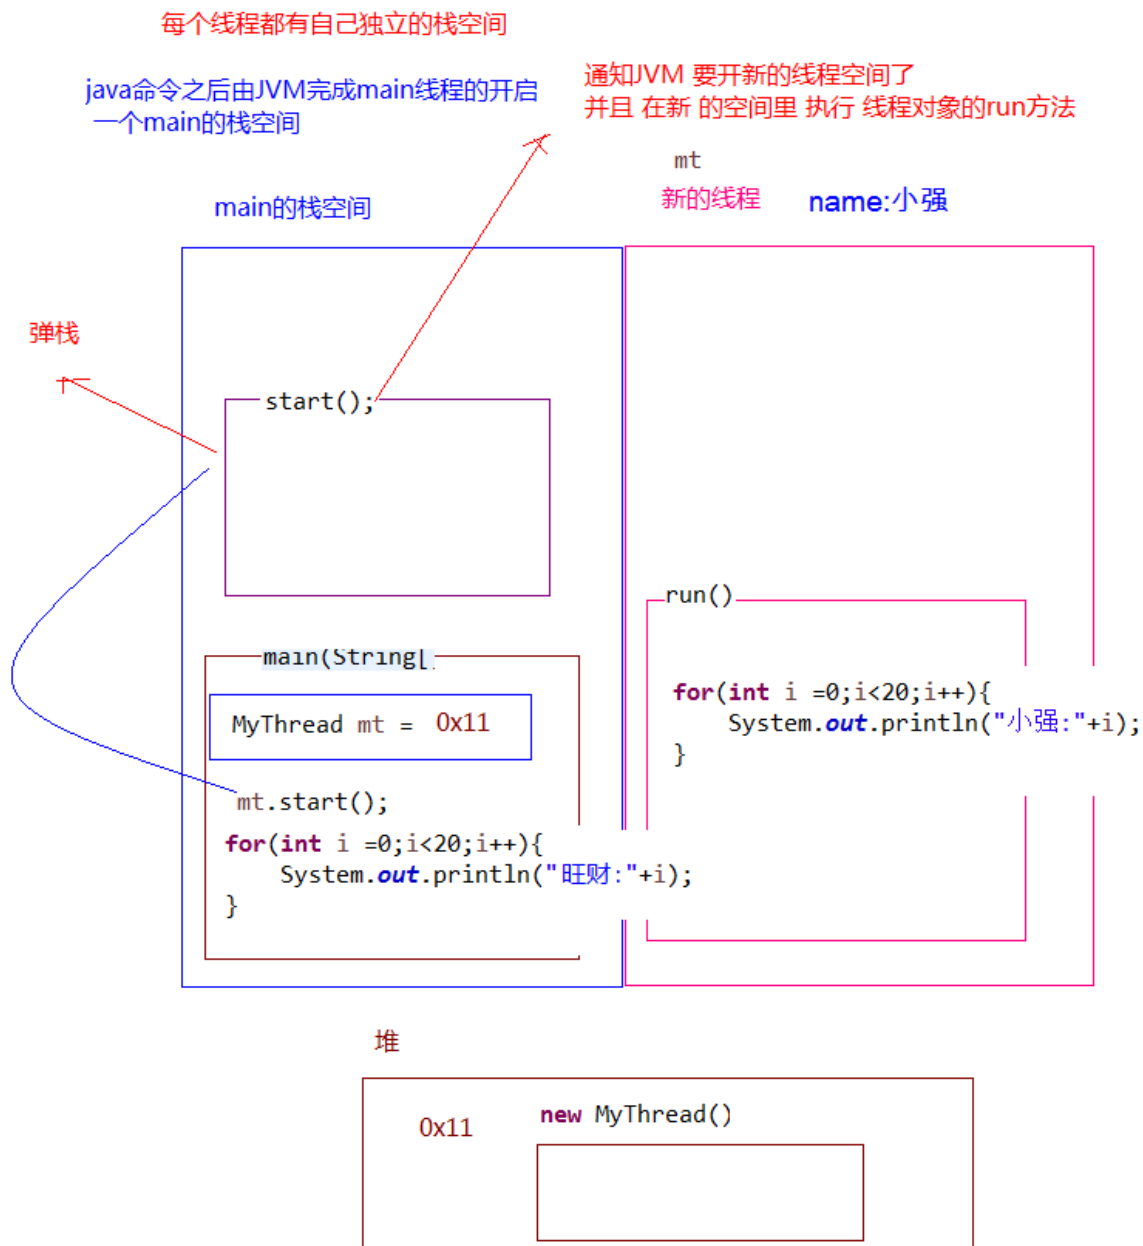 每个线程都有自己独立的栈空间
java命令之后由JVM完成main线程的开启
一个main的栈空间
通知JVM 要开新的线程空间了
并且 在新 的空间里 执行 线程对象的run方法
mt
新的线程 name:小强
main的栈空间
弹栈
start();
run()
for(int i =0;i<20;i++){
System.out.println("小强:"+i);
}
main(String[
MyThread mt = 0x11
mt.start();
for(int i =0;i<20;i++){
System.out.println("旺财:"+i);
}
堆
0x11 new MyThread()